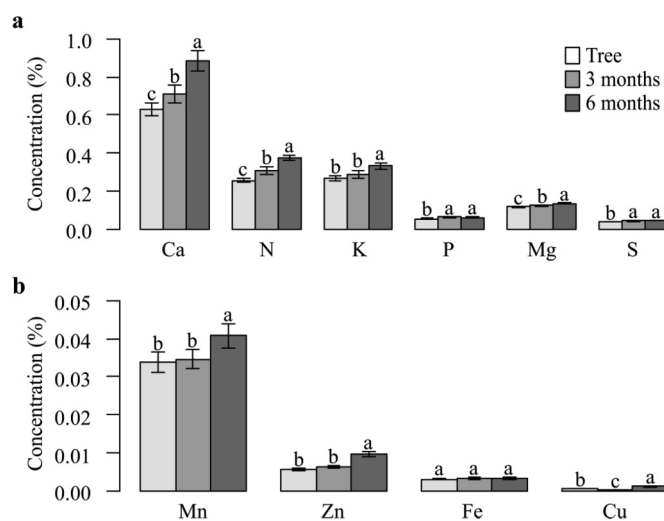 a
Concentration (%)
1.0
0.8
0.6
0.4
0.2
0.0
Tree
3 months
6 months
c b a
c b a
b b a
b a a
c b a
b a a
Ca N K P Mg S
b
Concentration (%)
0.05
0.04
0.03
0.02
0.01
0.00
b b a
b b a
a a a
b c a
Mn Zn Fe Cu